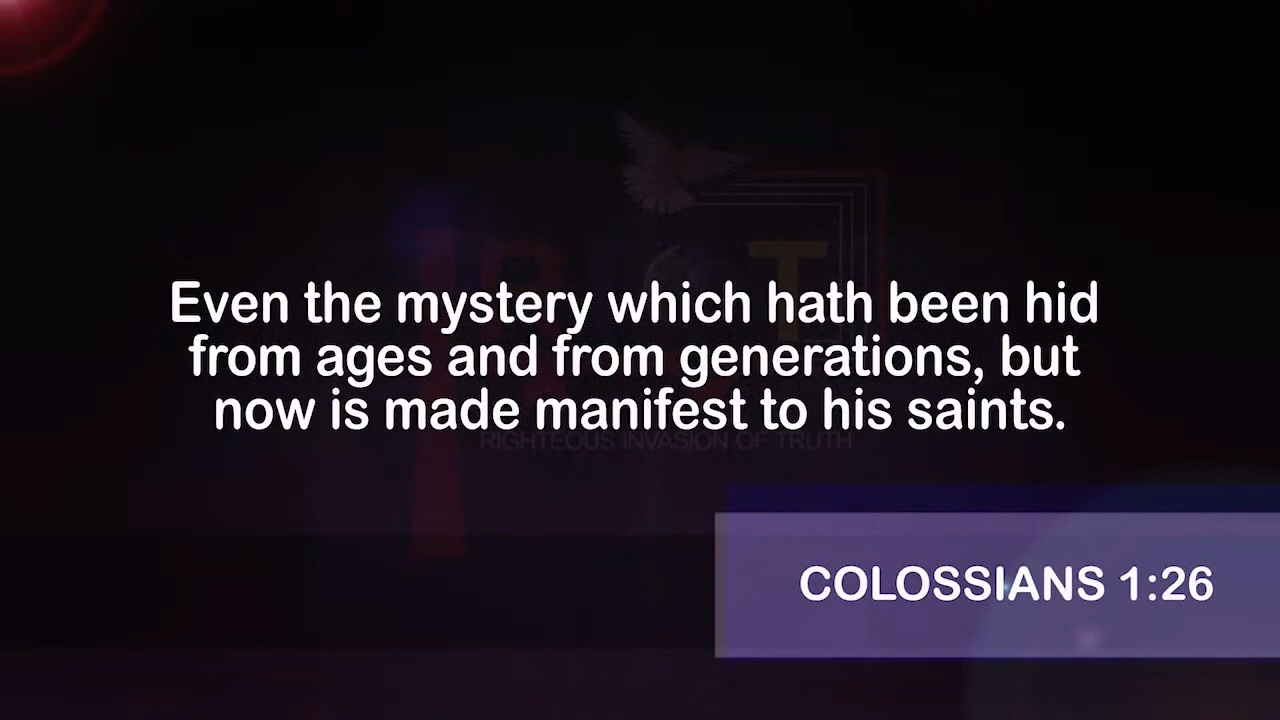 Even the mystery which hath been hid
from ages and from generations, but
now is made manifest to his saints.
RIGHTEOUS INVASION OF TRUTH
COLOSSIANS 1:26